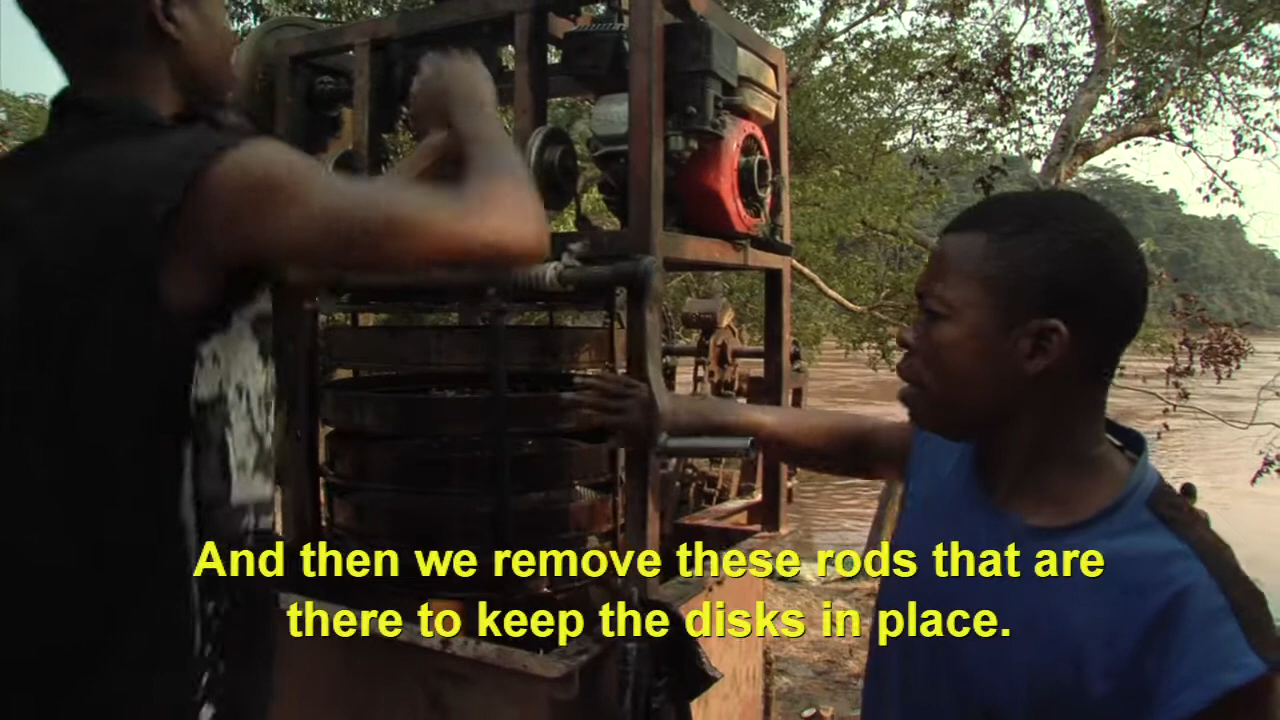 And then we remove these rods that are
there to keep the disks in place.